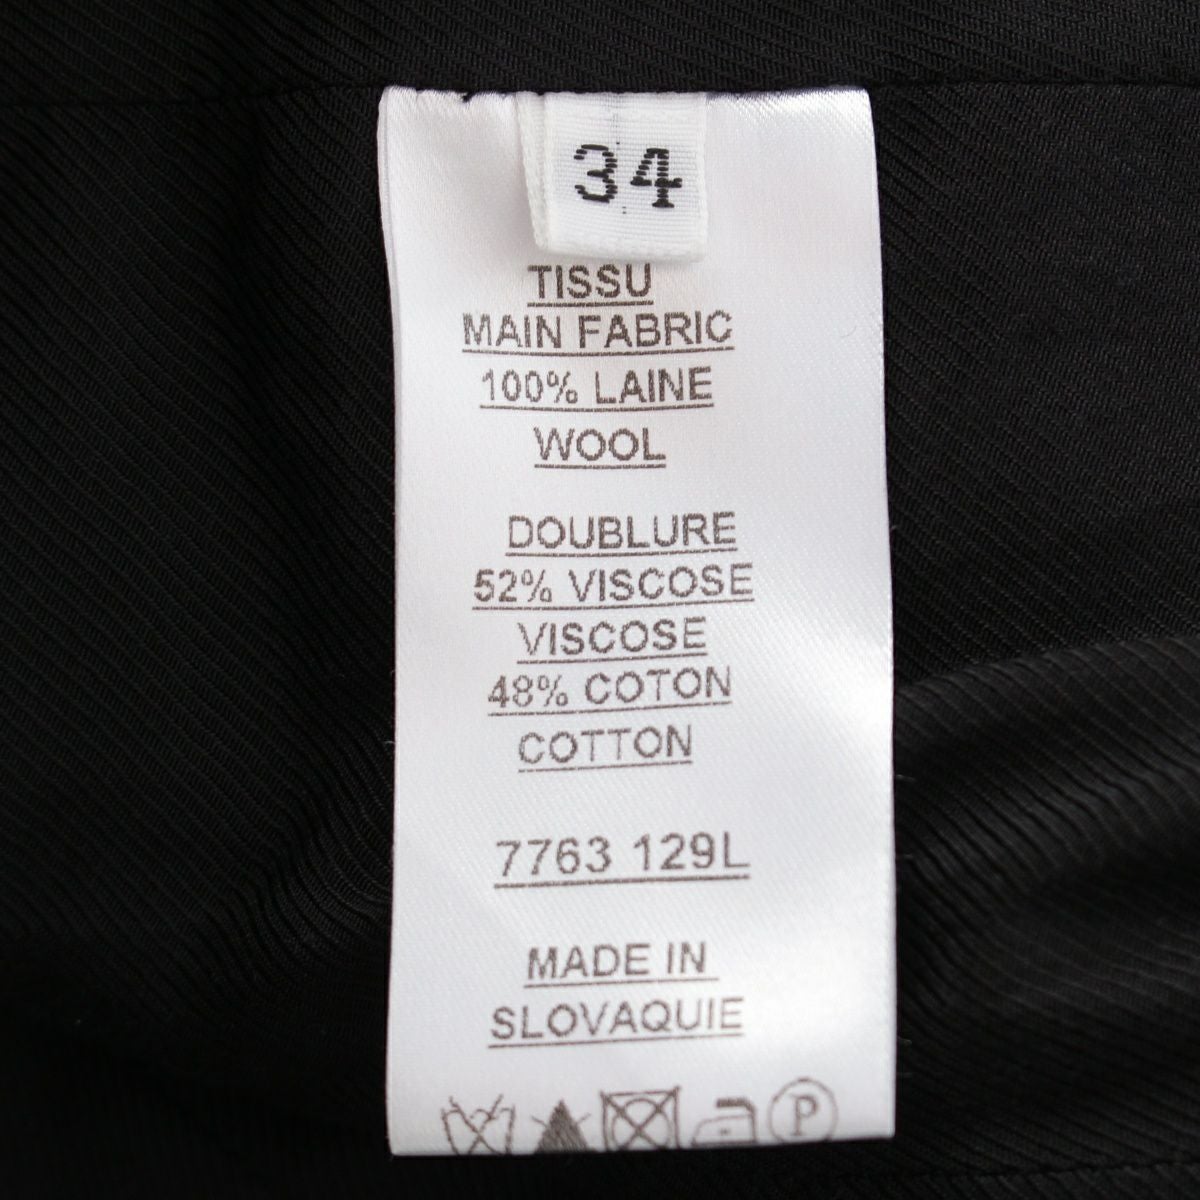 34
TISSU
MAIN FABRIC
100% LAINE
WOOL
DOUBLURE
52% VISCOSE
VISCOSE
48% COTON
COTTON
7763 129L
MADE IN
SLOVAQUIE
P